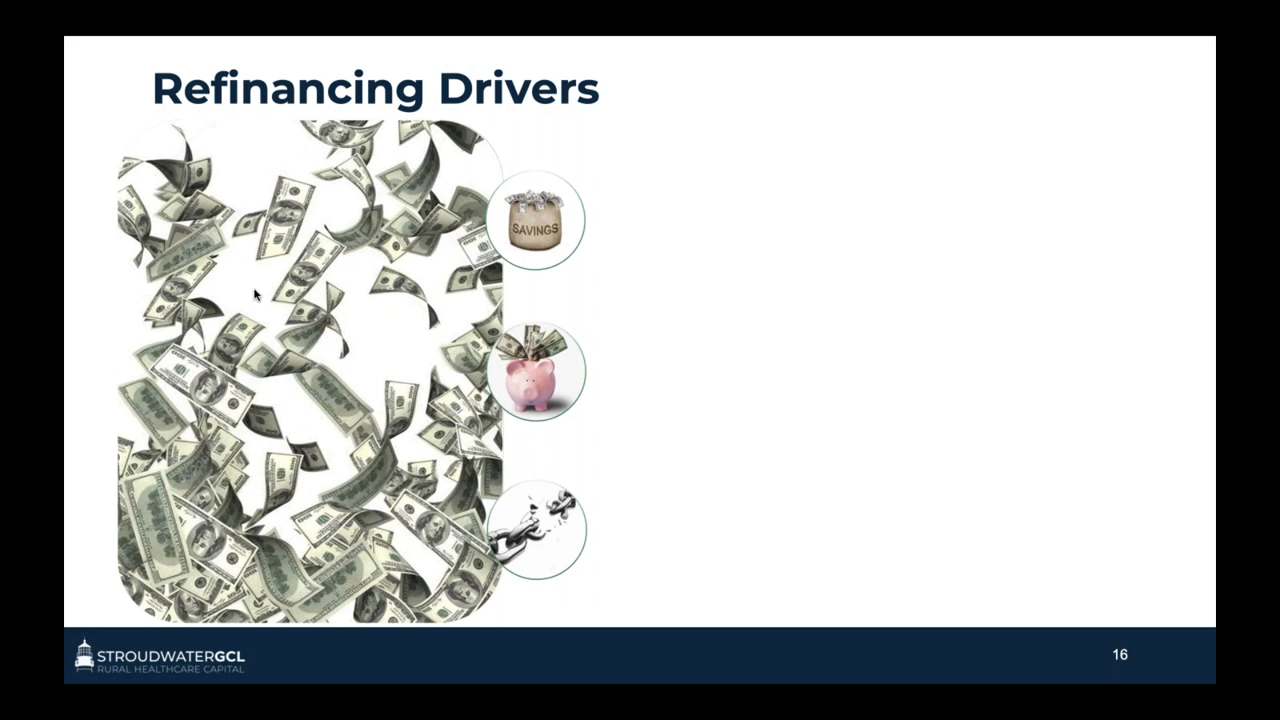 Refinancing Drivers
SAVINGS
STROUDWATERGCL
RURAL HEALTHCARE CAPITAL
16